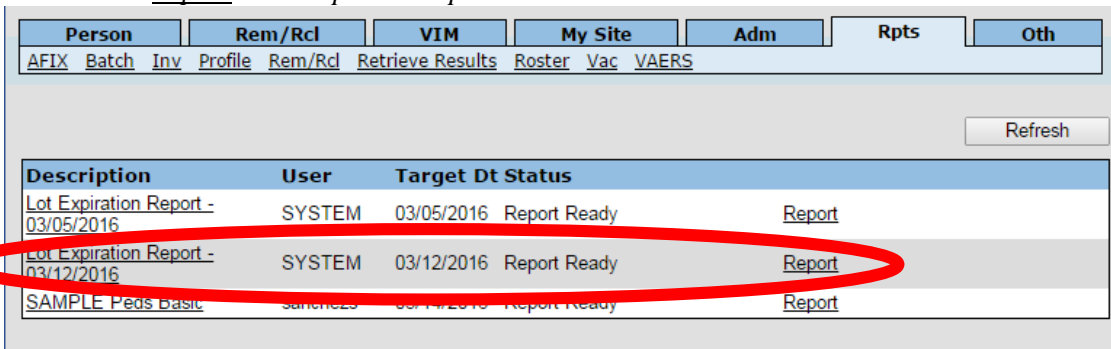 Person Rem/Rcl VIM My Site Adm Rpts Oth
AFIX Batch Inv Profile Rem/Rcl Retrieve Results Roster Vac VAERS
Refresh
Description User Target Dt Status
Lot Expiration Report - 03/05/2016 SYSTEM 03/05/2016 Report Ready Report
Lot Expiration Report - 03/12/2016 SYSTEM 03/12/2016 Report Ready Report
SAMPLE Peds Basic Report Ready Report